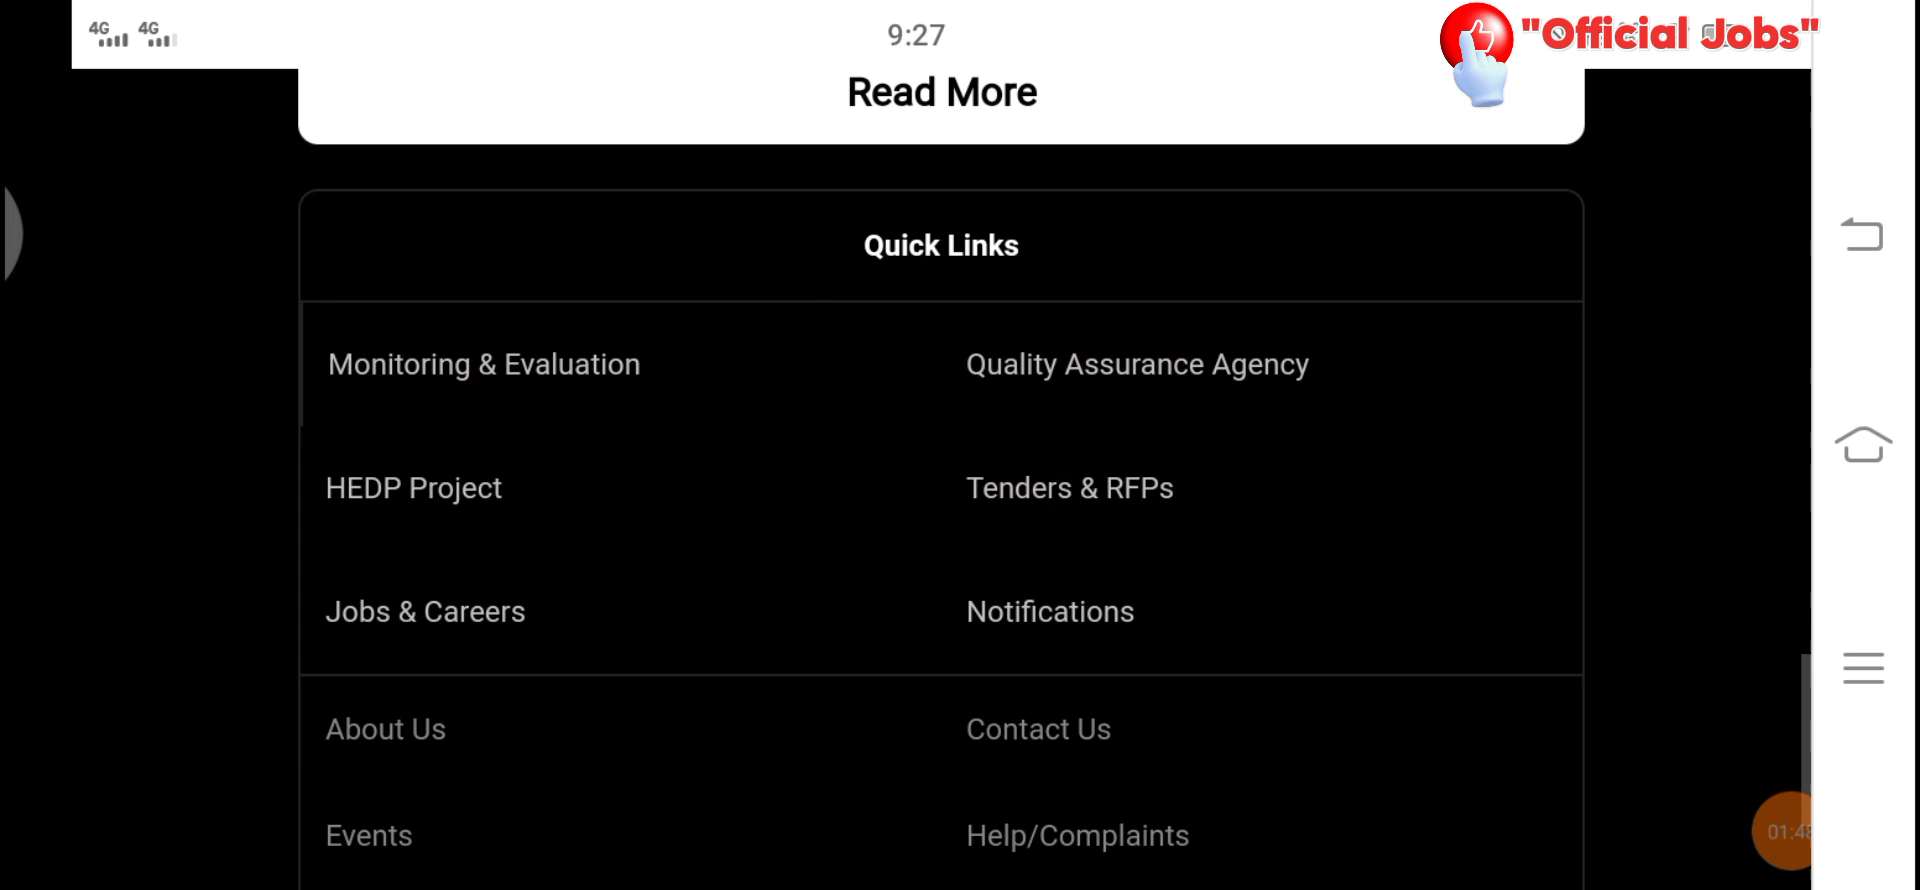 4G 4G 9:27 "Official Jobs"
Read More
Quick Links
Monitoring & Evaluation Quality Assurance Agency
HEDP Project Tenders & RFPs
Jobs & Careers Notifications
About Us Contact Us
Events Help/Complaints